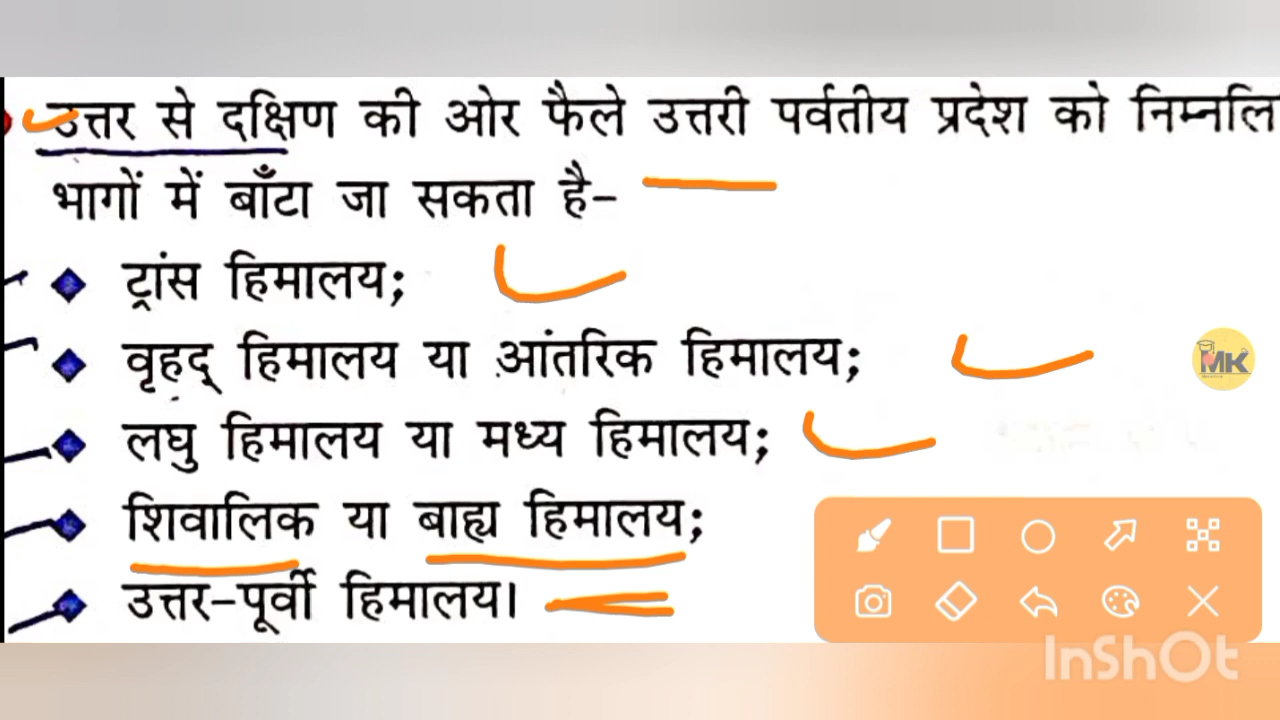 उत्तर से दक्षिण की ओर फैले उत्तरी पर्वतीय प्रदेश को निम्नलि
भागों में बाँटा जा सकता है-
ट्रांस हिमालय;
वृहद् हिमालय या आंतरिक हिमालय;
लघु हिमालय या मध्य हिमालय;
शिवालिक या बाह्य हिमालय;
उत्तर-पूर्वी हिमालय।
MK
InShOt